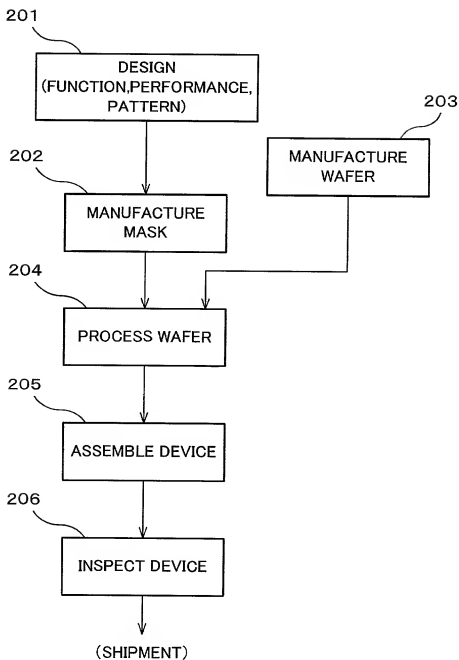 201
DESIGN
(FUNCTION,PERFORMANCE,
PATTERN)
203
MANUFACTURE
WAFER
202
MANUFACTURE
MASK
204
PROCESS WAFER
205
ASSEMBLE DEVICE
206
INSPECT DEVICE
(SHIPMENT)